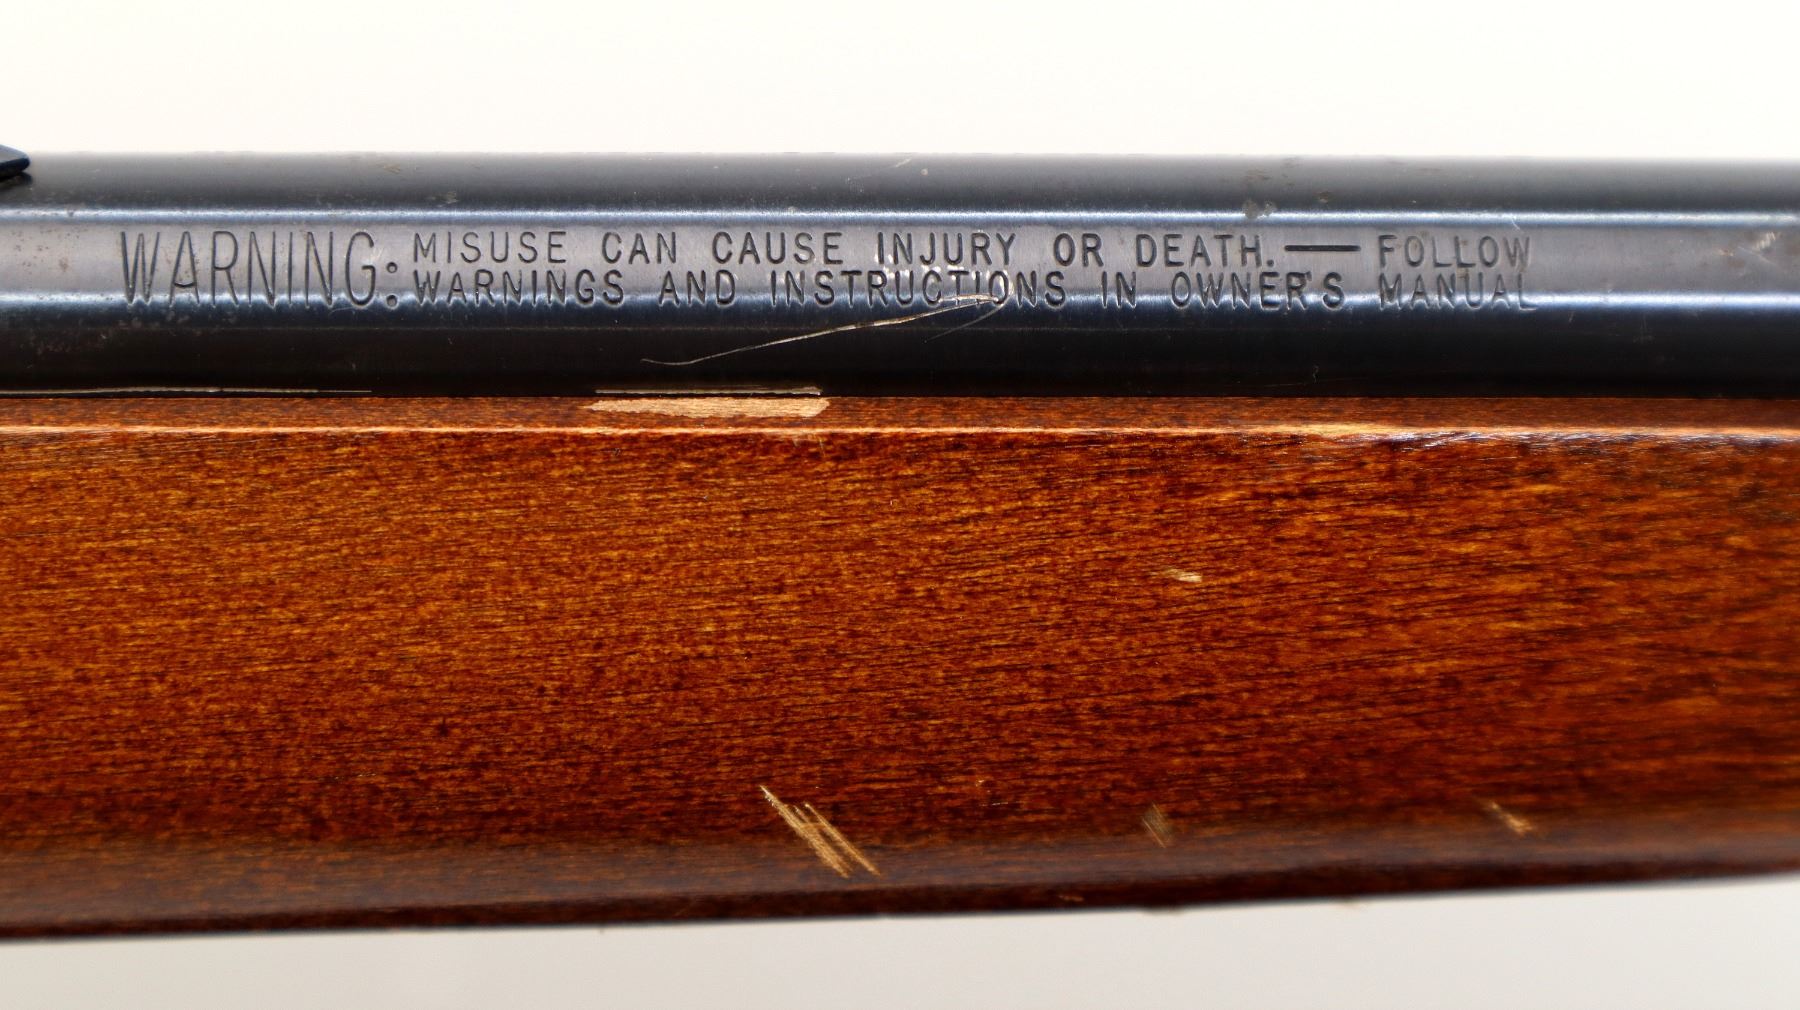 WARNING: MISUSE CAN CAUSE INJURY OR DEATH. — FOLLOW
WARNINGS AND INSTRUCTIONS IN OWNER'S MANUAL